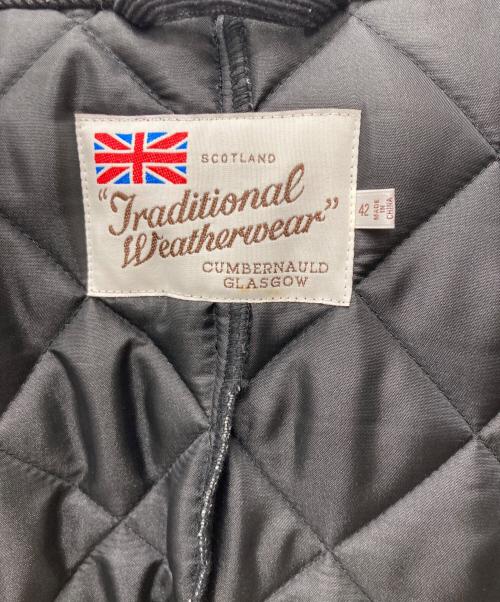 SCOTLAND
"Traditional
Weatherwear"
CUMBERNAULD
GLASGOW
42
MADE
IN
CHINA